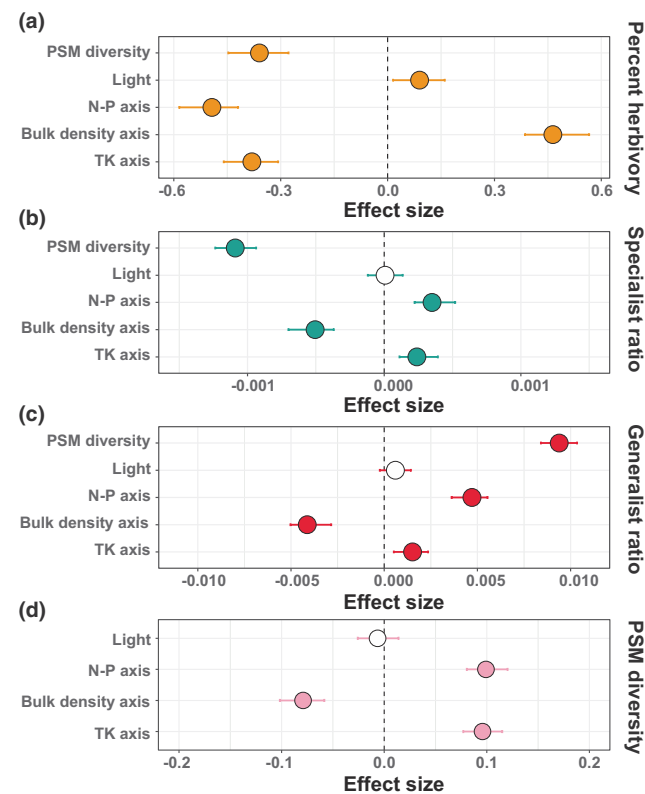 (a)
PSM diversity
Light
N-P axis
Bulk density axis
TK axis
-0.6 -0.3 0.0 0.3 0.6
Effect size
Percent herbivory
(b)
PSM diversity
Light
N-P axis
Bulk density axis
TK axis
-0.001 0.000 0.001
Effect size
Specialist ratio
(c)
PSM diversity
Light
N-P axis
Bulk density axis
TK axis
-0.010 -0.005 0.000 0.005 0.010
Effect size
Generalist ratio
(d)
Light
N-P axis
Bulk density axis
TK axis
-0.2 -0.1 0.0 0.1 0.2
Effect size
PSM diversity